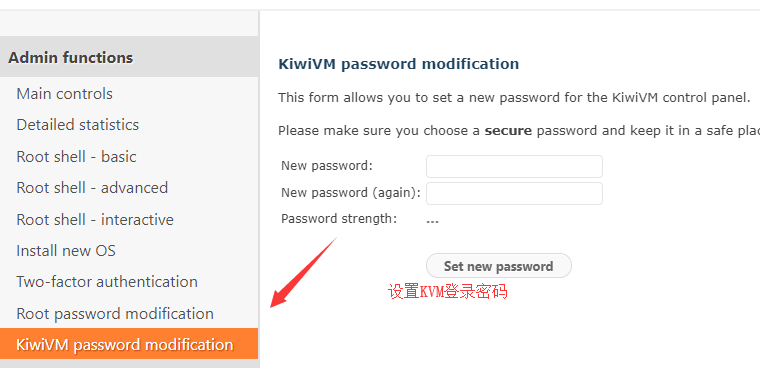 Admin functions
Main controls
Detailed statistics
Root shell - basic
Root shell - advanced
Root shell - interactive
Install new OS
Two-factor authentication
Root password modification
KiwiVM password modification
KiwiVM password modification
This form allows you to set a new password for the KiwiVM control panel.
Please make sure you choose a secure password and keep it in a safe plac
New password:
New password (again):
Password strength: ...
Set new password
设置KVM登录密码